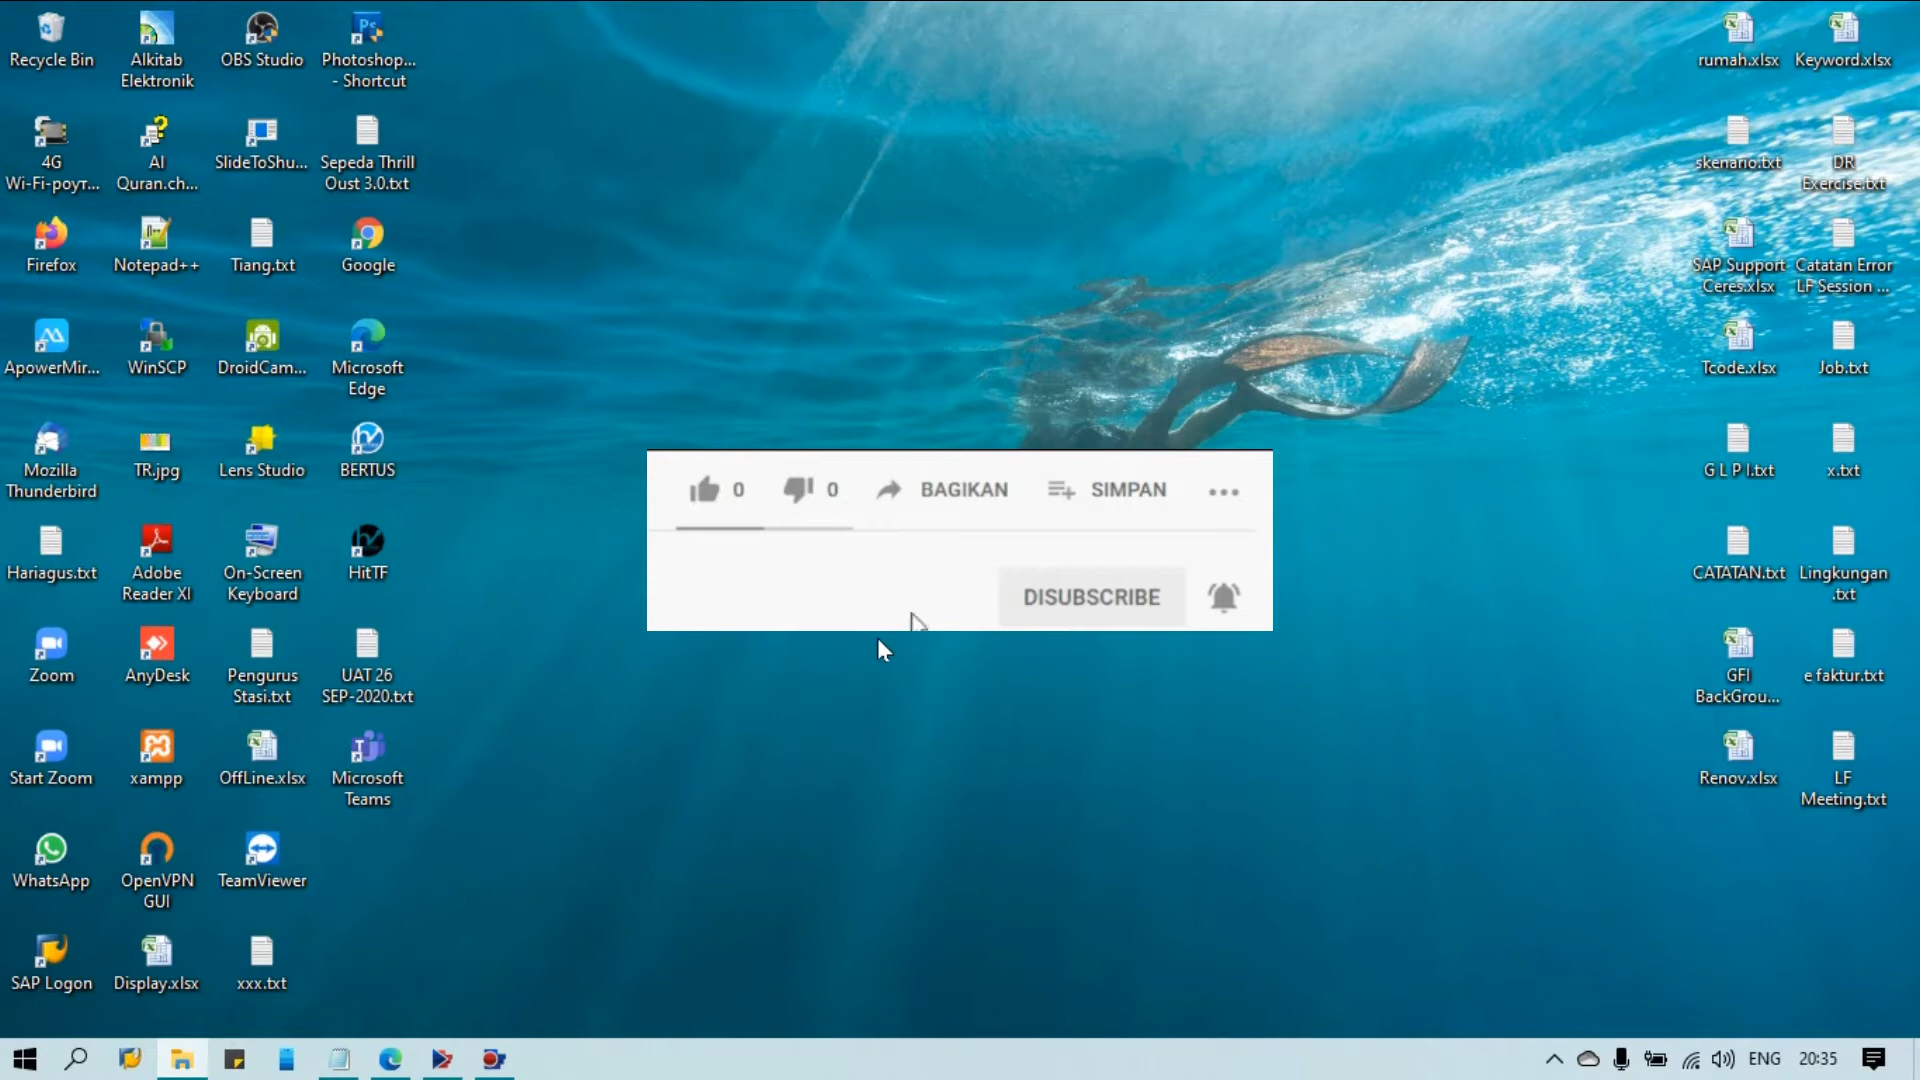 Recycle Bin
Alkitab
Elektronik
OBS Studio
Photoshop...
- Shortcut
4G
Wi-Fi-роут...
Al
Quran.ch...
SlideToShu...
Sepeda Thrill
Oust 3.0.txt
Firefox
Notepad++
Tiang.txt
Google
ApowerMir...
WinSCP
DroidCam...
Microsoft
Edge
Mozilla
Thunderbird
TR.jpg
Lens Studio
BERTUS
Hariagus.txt
Adobe
Reader XI
On-Screen
Keyboard
HitTF
Zoom
AnyDesk
Pengurus
Stasi.txt
UAT 26
SEP-2020.txt
Start Zoom
xampp
OffLine.xlsx
Microsoft
Teams
WhatsApp
OpenVPN
GUI
TeamViewer
SAP Logon
Display.xlsx
xxx.txt
0
0
BAGIKAN
SIMPAN
DISUBSCRIBE
rumah.xlsx
Keyword.xlsx
skenario.txt
DR
Exercise.txt
SAP Support
Ceres.xlsx
Catatan Error
LF Session ...
Tcode.xlsx
Job.txt
G L P I.txt
x.txt
CATATAN.txt
Lingkungan
.txt
GFI
BackGrou...
e faktur.txt
Renov.xlsx
LF
Meeting.txt
ENG
20:35